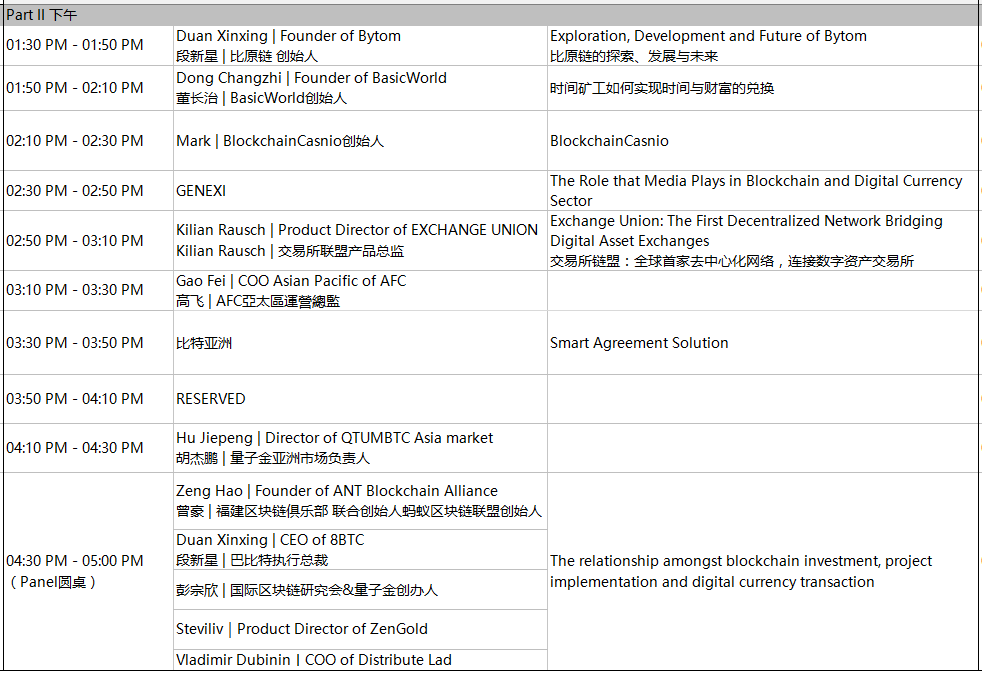 Part II 下午
01:30 PM - 01:50 PM
Duan Xinxing | Founder of Bytom
段新星 | 比原链 创始人
Exploration, Development and Future of Bytom
比原链的探索、发展与未来
01:50 PM - 02:10 PM
Dong Changzhi | Founder of BasicWorld
董长治 | BasicWorld创始人
时间矿工如何实现时间与财富的兑换
02:10 PM - 02:30 PM
Mark | BlockchainCasnio创始人
BlockchainCasnio
02:30 PM - 02:50 PM
GENEXI
The Role that Media Plays in Blockchain and Digital Currency
Sector
02:50 PM - 03:10 PM
Kilian Rausch | Product Director of EXCHANGE UNION
Kilian Rausch | 交易所联盟产品总监
Exchange Union: The First Decentralized Network Bridging
Digital Asset Exchanges
交易所链盟：全球首家去中心化网络，连接数字资产交易所
03:10 PM - 03:30 PM
Gao Fei | COO Asian Pacific of AFC
高飞 | AFC亞太區運營總監
03:30 PM - 03:50 PM
比特亚洲
Smart Agreement Solution
03:50 PM - 04:10 PM
RESERVED
04:10 PM - 04:30 PM
Hu Jiepeng | Director of QTUMBTC Asia market
胡杰鹏 | 量子金亚洲市场负责人
04:30 PM - 05:00 PM
（Panel圆桌）
Zeng Hao | Founder of ANT Blockchain Alliance
曾豪 | 福建区块链俱乐部 联合创始人蚂蚁区块链联盟创始人
Duan Xinxing | CEO of 8BTC
段新星 | 巴比特执行总裁
彭宗欣 | 国际区块链研究会&量子金创办人
Steviliv | Product Director of ZenGold
Vladimir Dubinin | COO of Distribute Lad
The relationship amongst blockchain investment, project
implementation and digital currency transaction